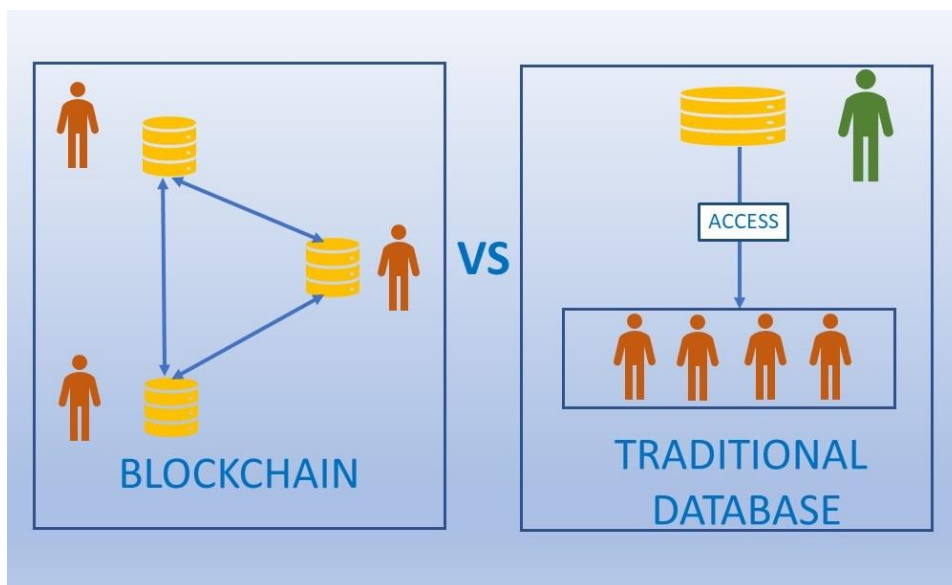 BLOCKCHAIN
VS
ACCESS
TRADITIONAL
DATABASE